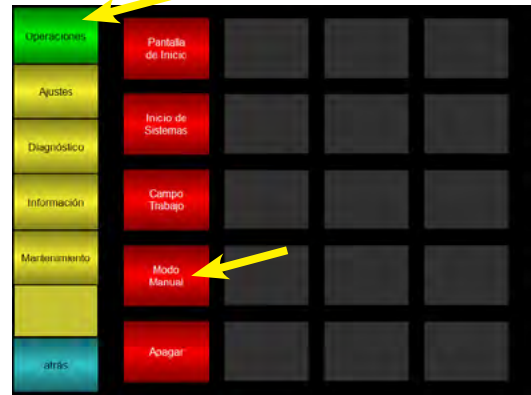 Operaciones
Ajustes
Diagnóstico
Información
Mantenimiento
atrás
Pantalla
de Inicio
Inicio de
Sistemas
Campo
Trabajo
Modo
Manual
Apagar